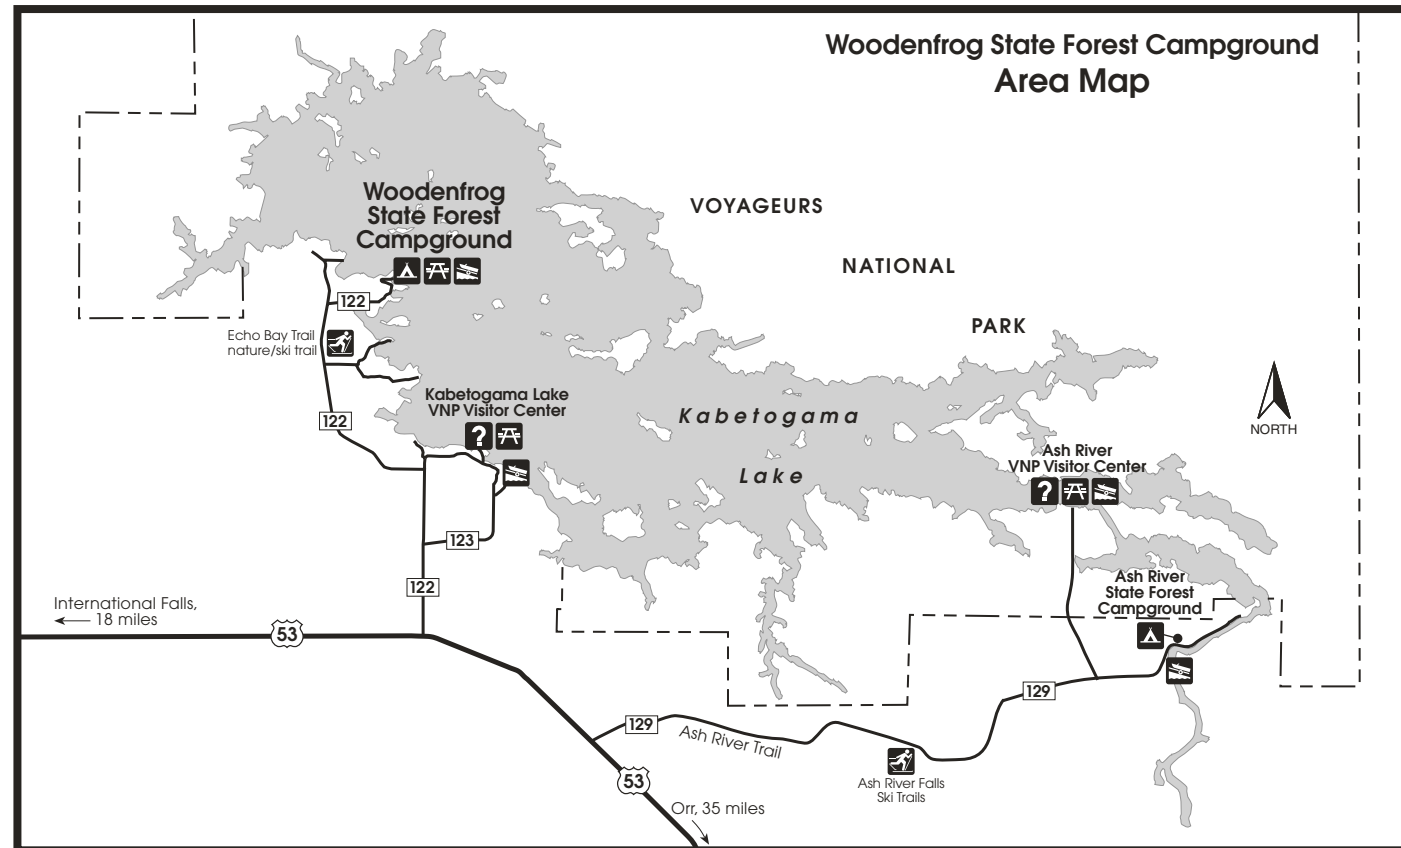 Woodenfrog State Forest Campground
Area Map
Woodenfrog
State Forest
Campground
VOYAGEURS
NATIONAL
PARK
122
Echo Bay Trail
nature/ski trail
Kabetogama Lake
VNP Visitor Center
?
122
Kabetogama
Lake
NORTH
Ash River
VNP Visitor Center
?
123
122
Ash River
State Forest
Campground
International Falls,
18 miles
53
129
129
Ash River Trail
Ash River Falls
Ski Trails
53
Orr, 35 miles